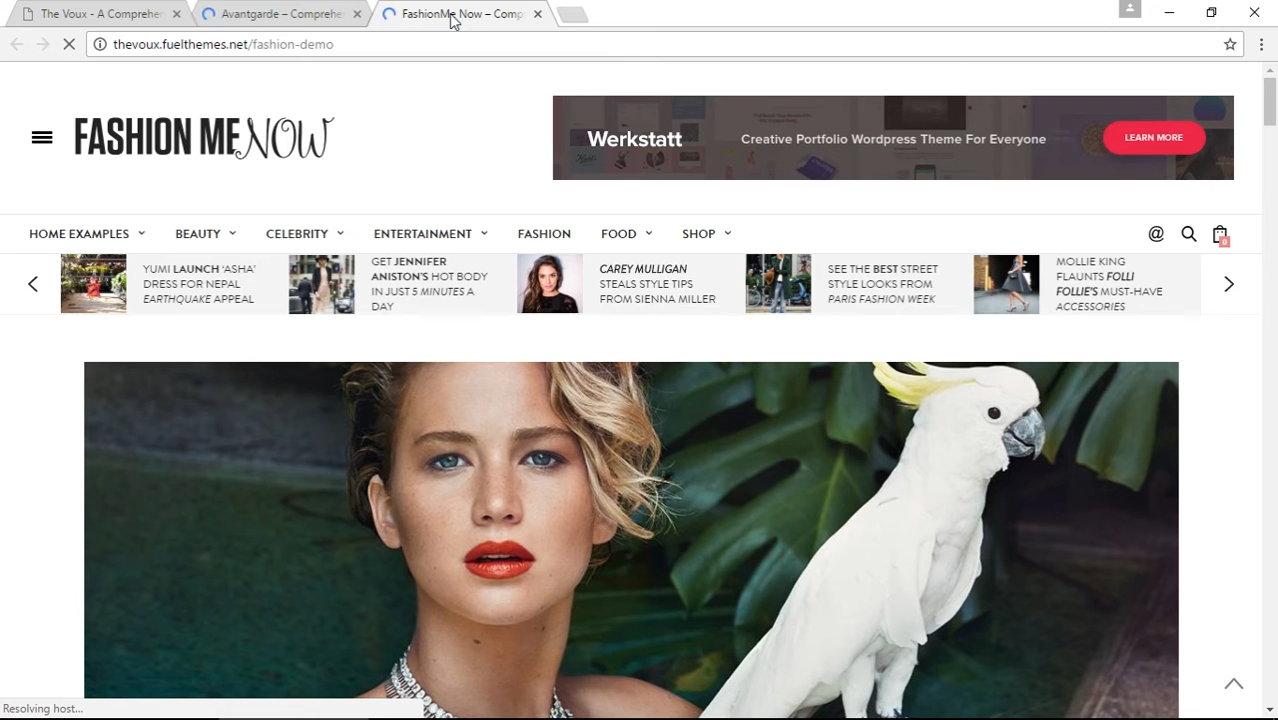 The Voux - A Comprehen
Avantgarde – Comprehe
FashionMe Now – Comp
thevoux.fuelthemes.net/fashion-demo
FASHION ME NOW
Werkstatt
Creative Portfolio Wordpress Theme For Everyone
LEARN MORE
HOME EXAMPLES
BEAUTY
CELEBRITY
ENTERTAINMENT
FASHION
FOOD
SHOP
@
0
YUMI LAUNCH ‘ASHA’
DRESS FOR NEPAL
EARTHQUAKE APPEAL
GET JENNIFER
ANISTON'S HOT BODY
IN JUST 5 MINUTES A
DAY
CAREY MULLIGAN
STEALS STYLE TIPS
FROM SIENNA MILLER
SEE THE BEST STREET
STYLE LOOKS FROM
PARIS FASHION WEEK
MOLLIE KING
FLAUNTS FOLLI
FOLLIE'S MUST-HAVE
ACCESSORIES
Resolving host...